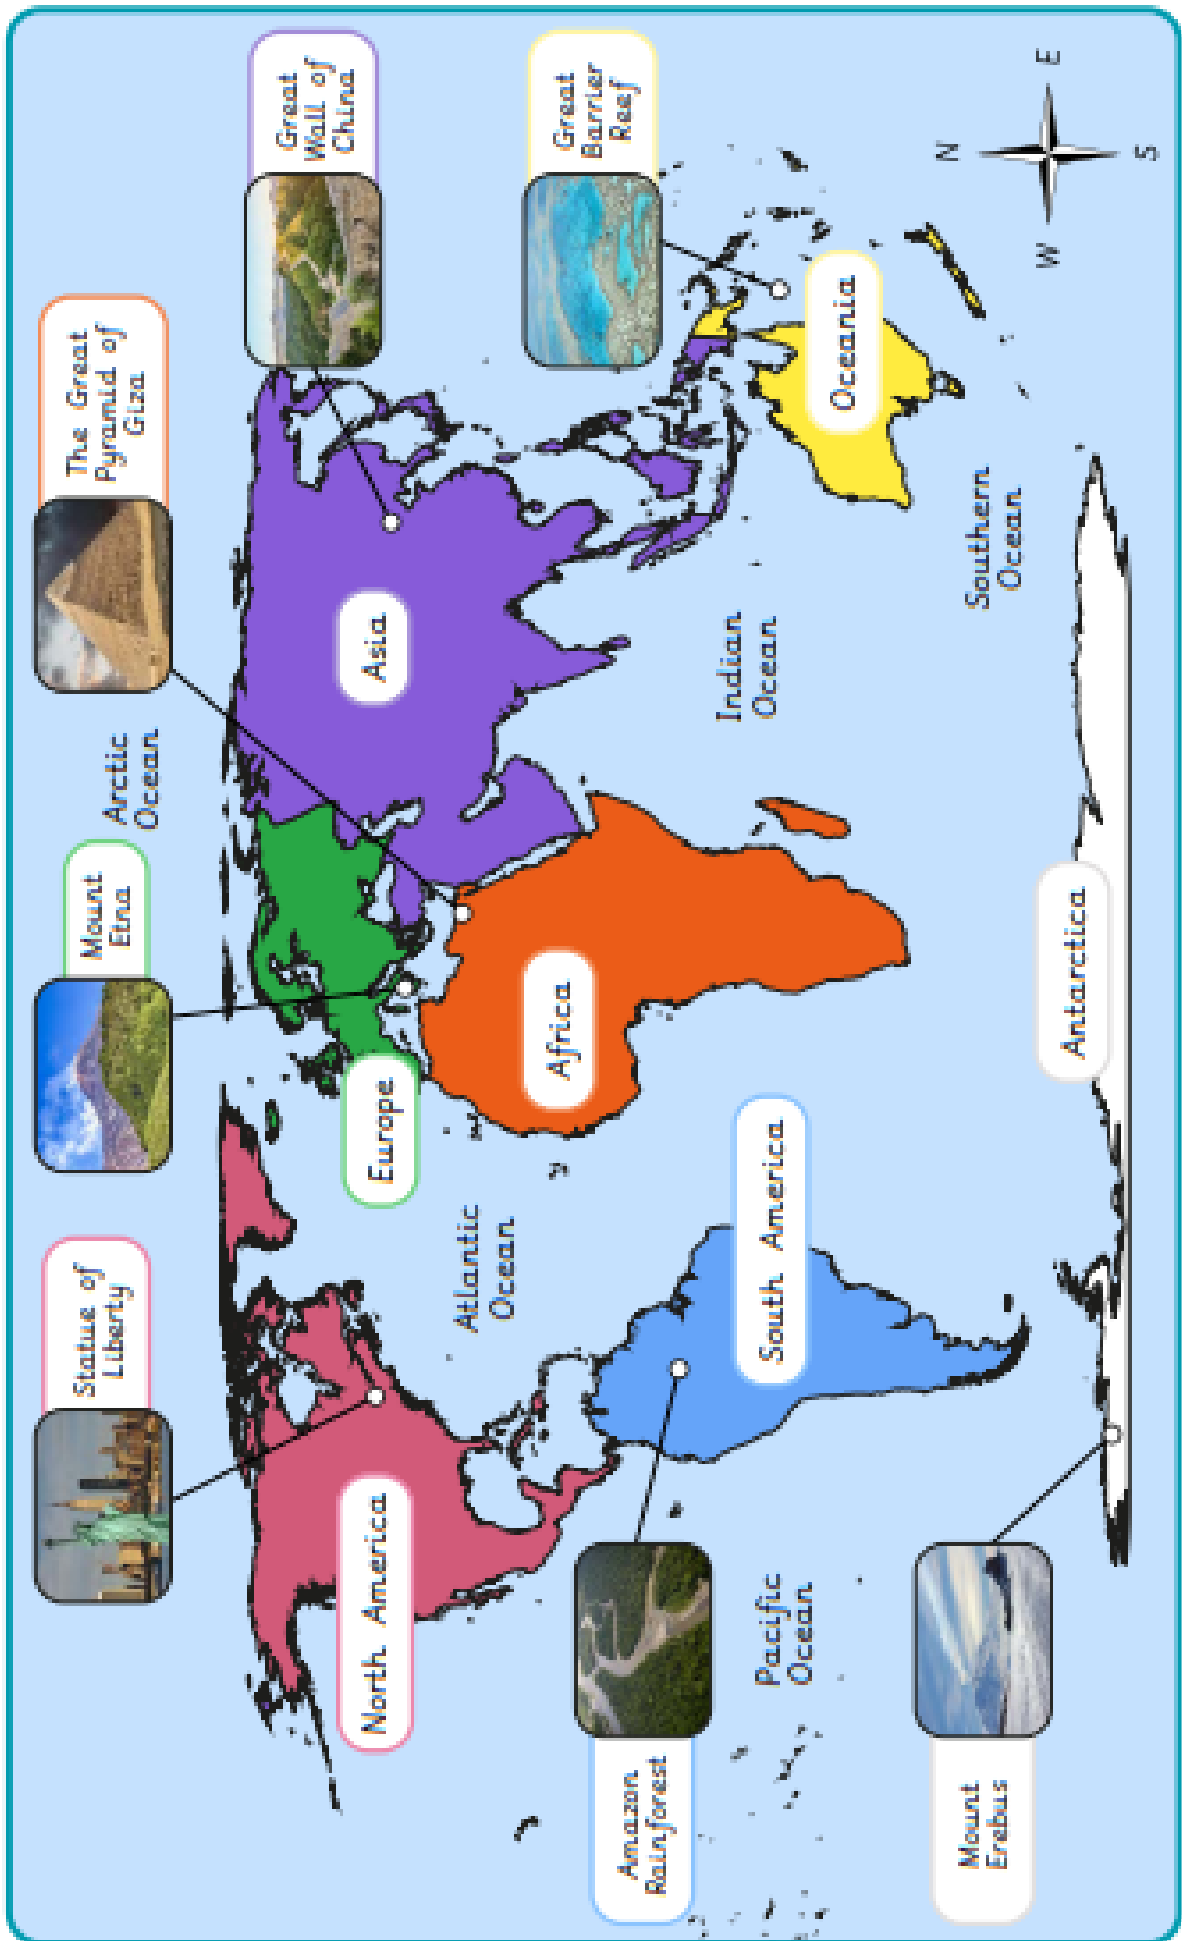 Statue of
Liberty
Mount
Etna
The Great
Pyramid of
Giza
Arctic
Ocean
Great
Wall of
China
North America
Europe
Asia
Atlantic
Ocean
Africa
Great
Barrier
Reef
Amazon
Rainforest
South America
Indian
Ocean
Oceania
Pacific
Ocean
Southern
Ocean
Mount
Erebus
Antarctica
N
W
E
S